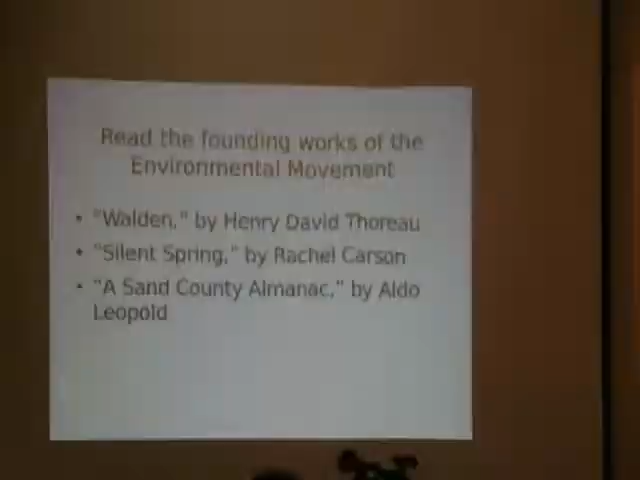 Read the founding works of the
Environmental Movement
• "Walden," by Henry David Thoreau
• "Silent Spring," by Rachel Carson
• "A Sand County Almanac," by Aldo
Leopold